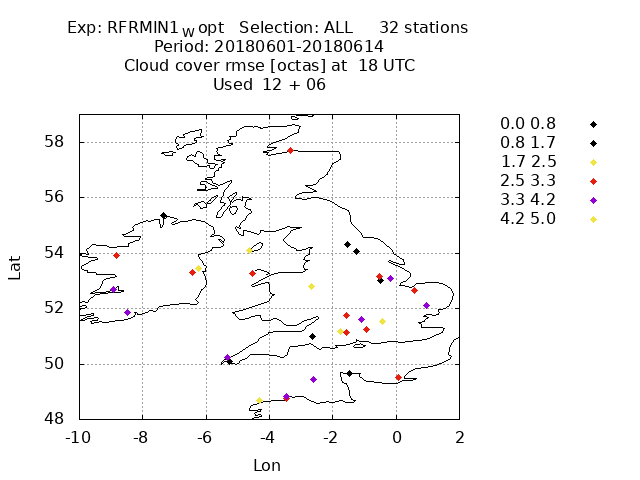 Exp: RFRMIN1wopt Selection: ALL 32 stations
Period: 20180601-20180614
Cloud cover rmse [octas] at 18 UTC
Used 12 + 06
0.0 0.8
0.8 1.7
1.7 2.5
2.5 3.3
3.3 4.2
4.2 5.0
58
56
54
52
50
48
Lat
-10 -8 -6 -4 -2 0 2
Lon